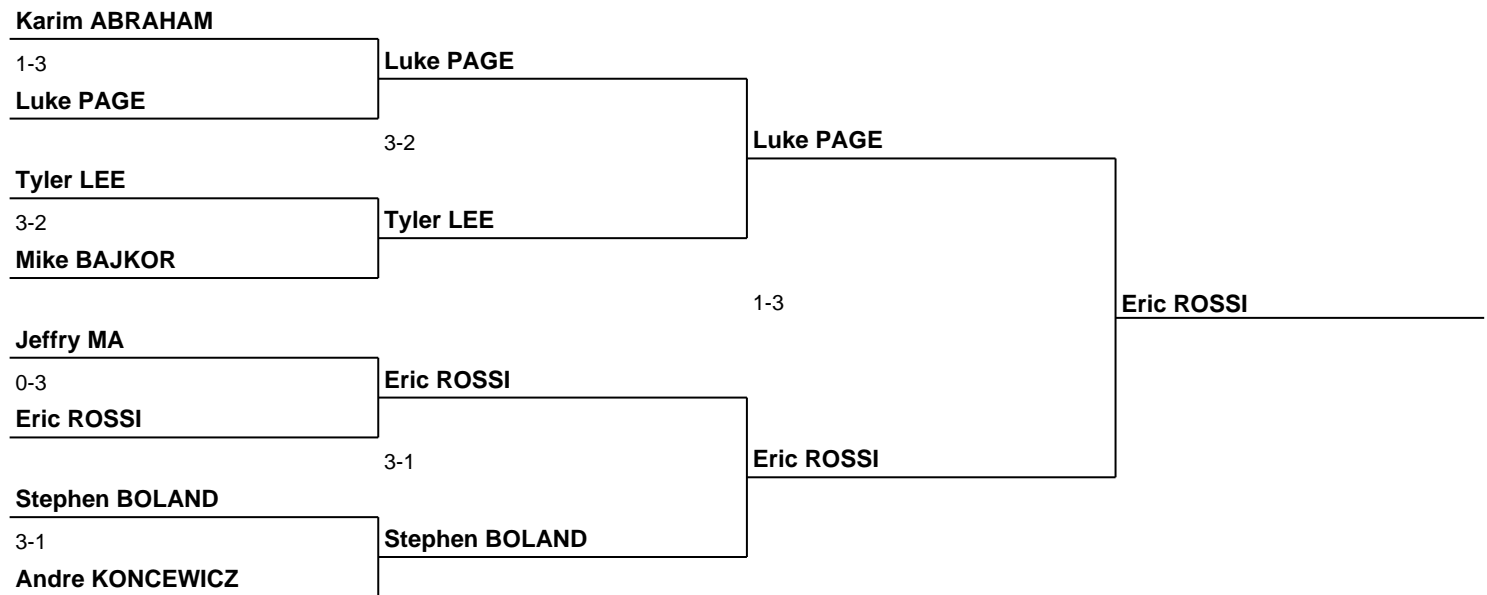 Karim ABRAHAM
1-3
Luke PAGE
Luke PAGE
3-2
Luke PAGE
Tyler LEE
3-2
Tyler LEE
Mike BAJKOR
1-3
Eric ROSSI
Jeffry MA
0-3
Eric ROSSI
Eric ROSSI
3-1
Eric ROSSI
Stephen BOLAND
3-1
Stephen BOLAND
Andre KONCEWICZ